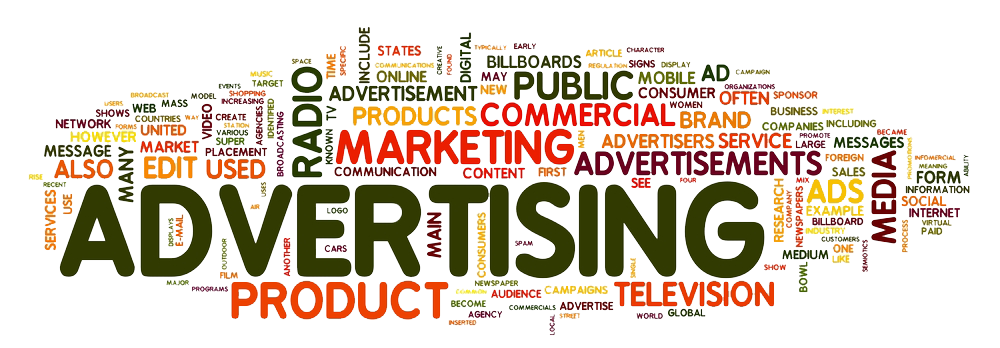 INCLUDE
STATES
DIGITAL
TYPICALLY
EARLY
ARTICLE
CHARACTER
SPACE
TIME
SPECIFIC
COMMUNICATIONS
CREATIVE
FOUND
BILLBOARDS
REGULATION
SIGNS
DISPLAY
MUSIC
TARGET
ONLINE
MAY
PUBLIC
MOBILE
AD
CAMPAIGN
EVENTS
SHOPPING
RADIO
ADVERTISEMENT
NEW
CONSUMER
ORGANIZATIONS
OFTEN
SPONSOR
BROADCAST
MODEL
INCREASING
USERS
WEB
MASS
VIDEO
CREATE
AGENCIES
IDENTIFIED
TV
PRODUCTS
COMMERCIAL
WOMEN
BRAND
BUSINESS
INTEREST
SHOWS
COUNTRIES
WAY
STATION
BROADCASTING
NETWORK
FORMS
UNITED
VARIOUS
COMPANIES
INCLUDING
HOWEVER
SUPER
KNOWN
MARKETING
MEN
ADVERTISERS
SERVICE
PROMOTE
LARGE
BECAME
MESSAGES
MESSAGE
MANY
MARKET
PLACEMENT
ADVERTISEMENTS
FOREIGN
MEDIA
INFOMERCIAL
ABILITY
ALSO
EDIT
USED
COMMUNICATION
CONTENT
FIRST
SALES
MEANING
FORM
RISE
RECENT
USES
SEE
FOUR
RESEARCH
COMPANY
MIX
NEWSPAPERS
ADS
INFORMATION
SERVICES
USE
AIR
ADVERTISING
LOGO
MAIN
EXAMPLE
SOCIAL
DISPLAYS
E-MAIL
CONSUMERS
BILLBOARD
INTERNET
OUTDOOR
ANOTHER
CARS
SPAM
INDUSTRY
VIRTUAL
CUSTOMERS
PROCESS
PAID
MEDIUM
ONE
LIKE
SEMIOTICS
FILM
SINGLE
SHOW
BOWL
MAJOR
PROGRAMS
PRODUCT
NEWSPAPER
COMMON
AUDIENCE
CAMPAIGNS
TELEVISION
BECOME
COMMERCIALS
ADVERTISE
AGENCY
LOCAL
STREET
WORLD
GLOBAL
INSERTED